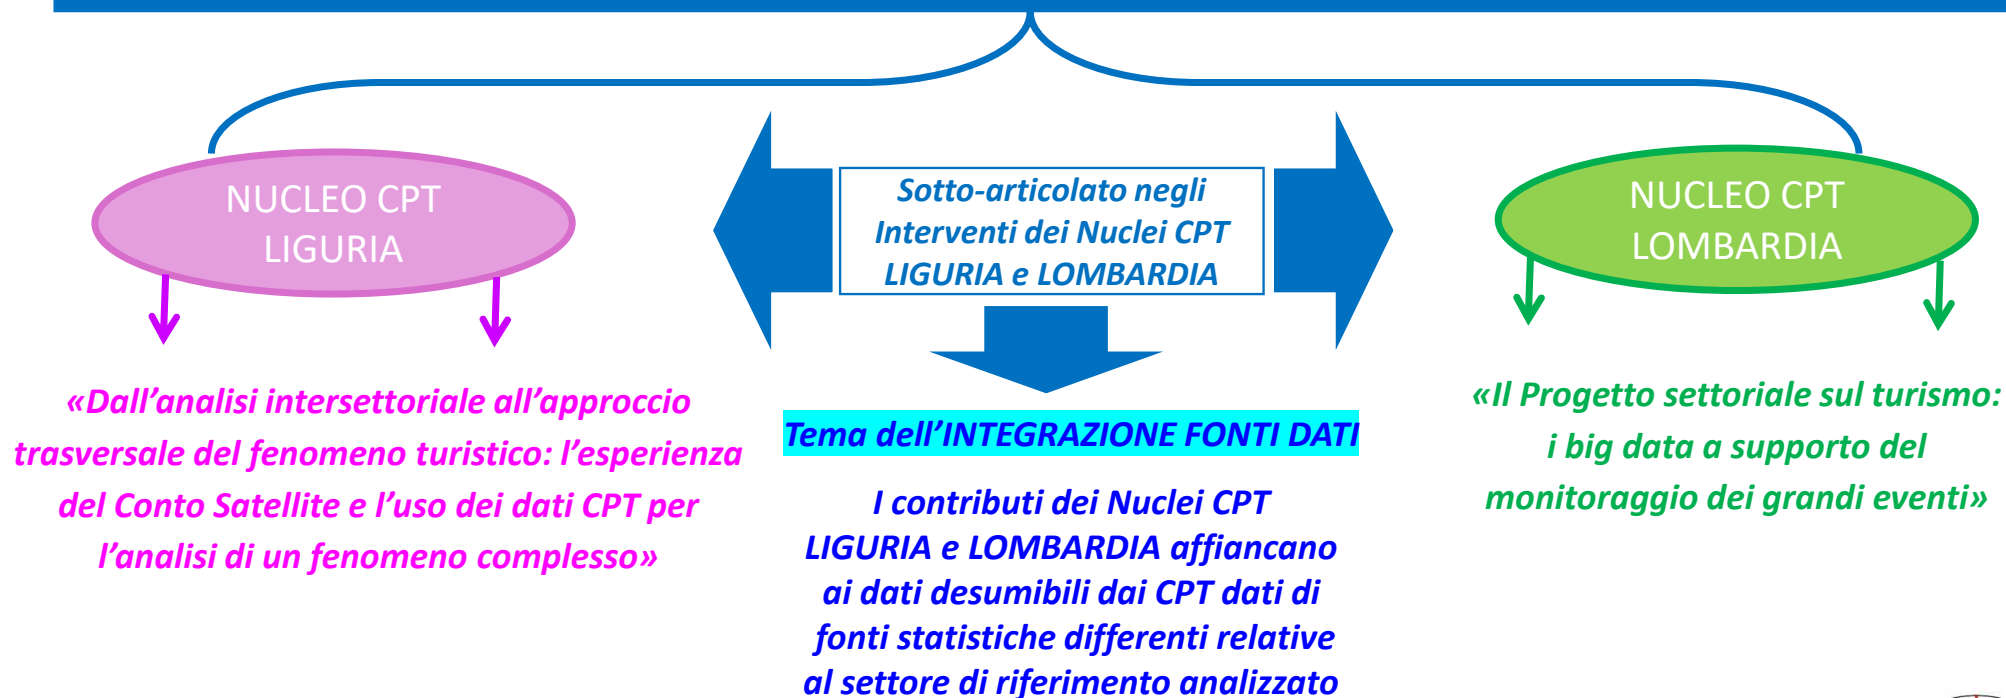 NUCLEO CPT
LIGURIA
«Dall’analisi intersettoriale all’approccio
trasversale del fenomeno turistico: l’esperienza
del Conto Satellite e l’uso dei dati CPT per
l’analisi di un fenomeno complesso»
Sotto-articolato negli
Interventi dei Nuclei CPT
LIGURIA e LOMBARDIA
Tema dell’INTEGRAZIONE FONTI DATI
I contributi dei Nuclei CPT
LIGURIA e LOMBARDIA affiancano
ai dati desumibili dai CPT dati di
fonti statistiche differenti relative
al settore di riferimento analizzato
NUCLEO CPT
LOMBARDIA
«Il Progetto settoriale sul turismo:
i big data a supporto del
monitoraggio dei grandi eventi»